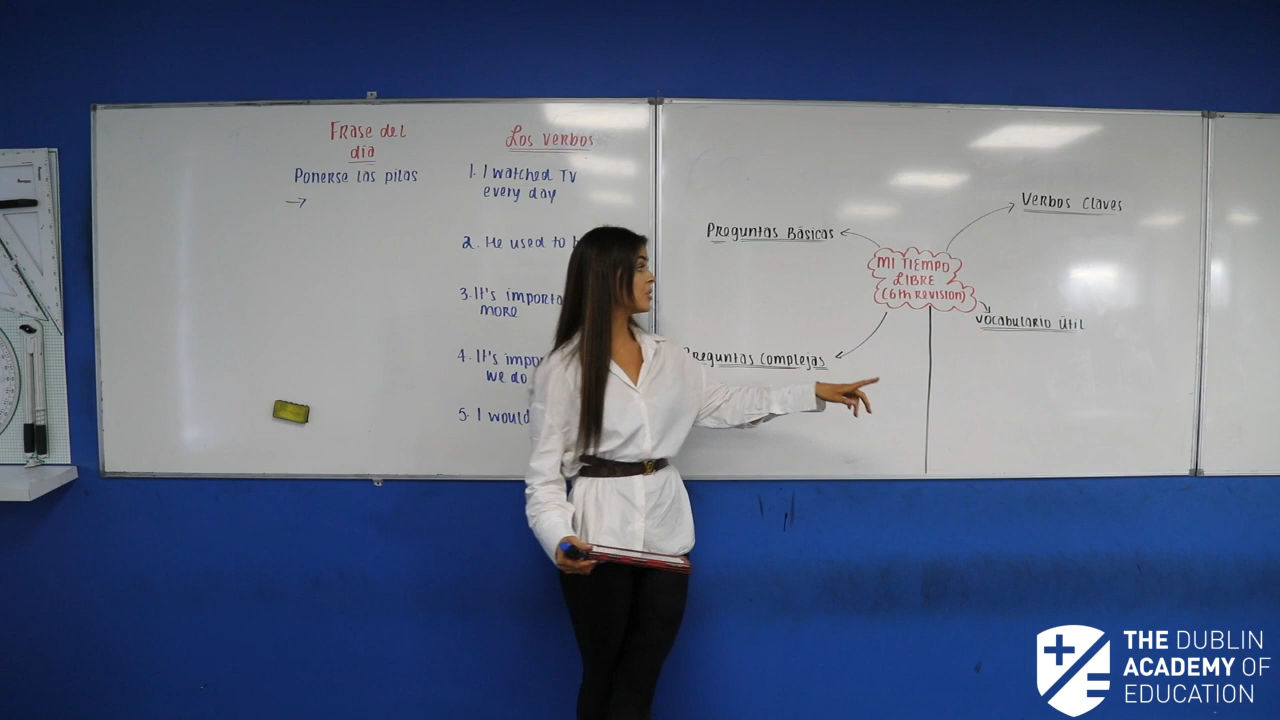 Frase del
día
Ponerse las pilas
→
Los verbos
1. I watched TV
every day
2. He used to
3. It's importa
more
4. It's impor
we do
5. I would
Preguntas Básicas
Verbos Claves
MI TIEMPO
LIBRE
(6th REVISION)
Vocabulario Útil
Preguntas Complejas
THE DUBLIN
ACADEMY OF
EDUCATION